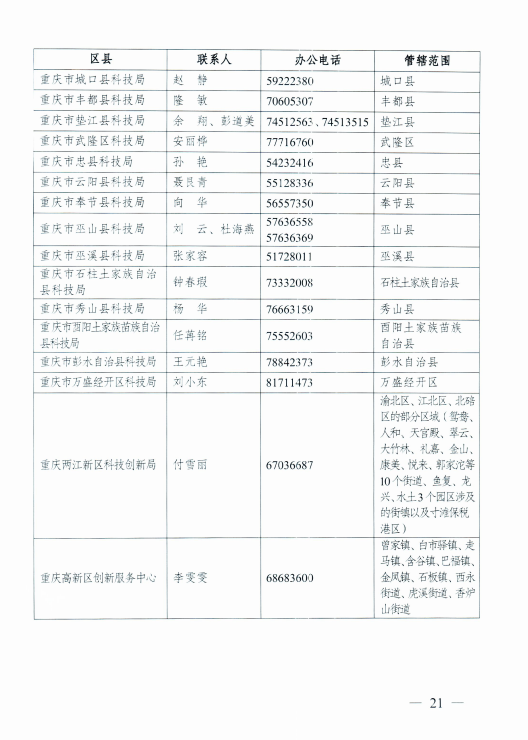 区县 联系人 办公电话 管辖范围
重庆市城口县科技局 赵 静 59222380 城口县
重庆市丰都县科技局 隆 敏 70605307 丰都县
重庆市垫江县科技局 余 翔、彭道美 74512563、74513515 垫江县
重庆市武隆区科技局 安丽桦 77716760 武隆区
重庆市忠县科技局 孙 艳 54232416 忠县
重庆市云阳县科技局 聂良青 55128336 云阳县
重庆市奉节县科技局 向 华 56557350 奉节县
重庆市巫山县科技局 刘 云、杜海燕 57636558
57636369 巫山县
重庆市巫溪县科技局 张家容 51728011 巫溪县
重庆市石柱土家族自治
县科技局 钟春瑕 73332008 石柱土家族自治县
重庆市秀山县科技局 杨 华 76663159 秀山县
重庆市酉阳土家族苗族自治
县科技局 任苒铭 75552603 酉阳土家族苗族
自治县
重庆市彭水自治县科技局 王元艳 78842373 彭水自治县
重庆市万盛经开区科技局 刘小东 81711473 万盛经开区
重庆两江新区科技创新局 付雪丽 67036687
渝北区、江北区、北碚
区的部分区域（鸳鸯、
人和、天宫殿、翠云、
大竹林、礼嘉、金山、
康美、悦来、郭家沱等
10个街道、鱼复、龙
兴、水土3个园区涉及
的街镇以及寸滩保税
港区）
重庆高新区创新服务中心 李雯雯 68683600
曾家镇、白市驿镇、走
马镇、含谷镇、巴福镇、
金凤镇、石板镇、西永
街道、虎溪街道、香炉
山街道
— 21 —